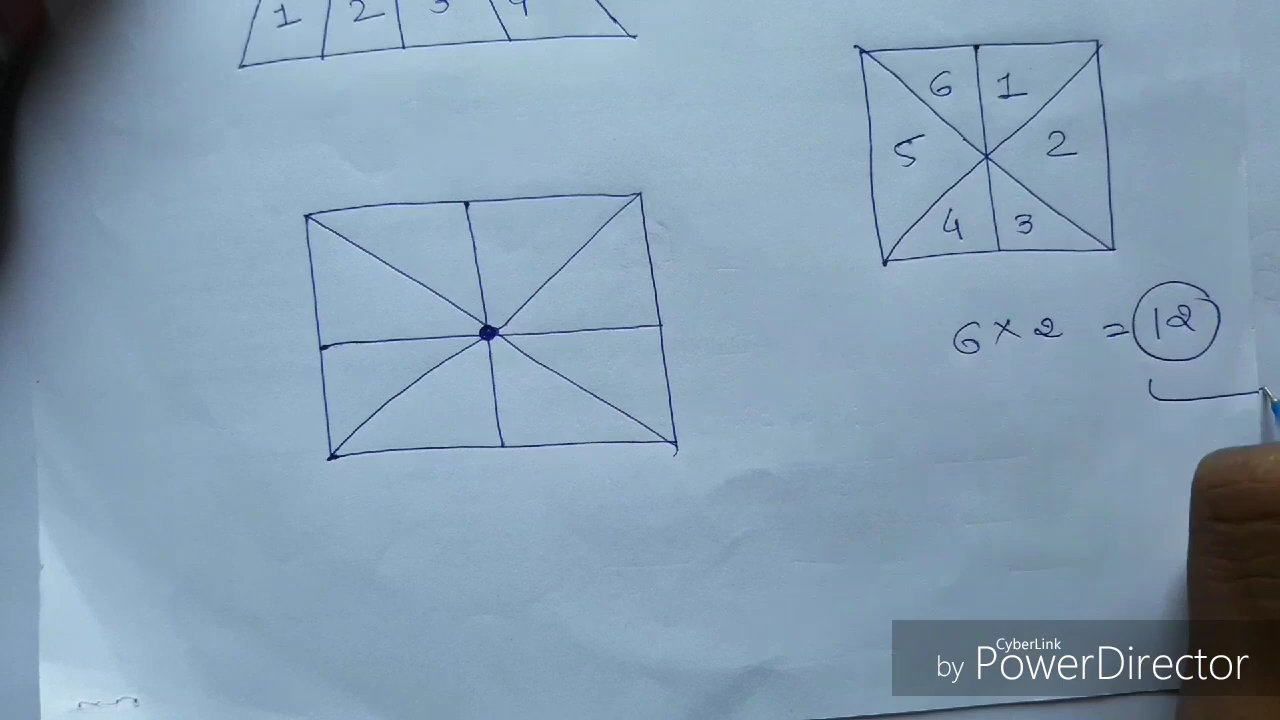 1 2 3 4
6 1
5 2
4 3
6 × 2 = 12
CyberLink
by PowerDirector